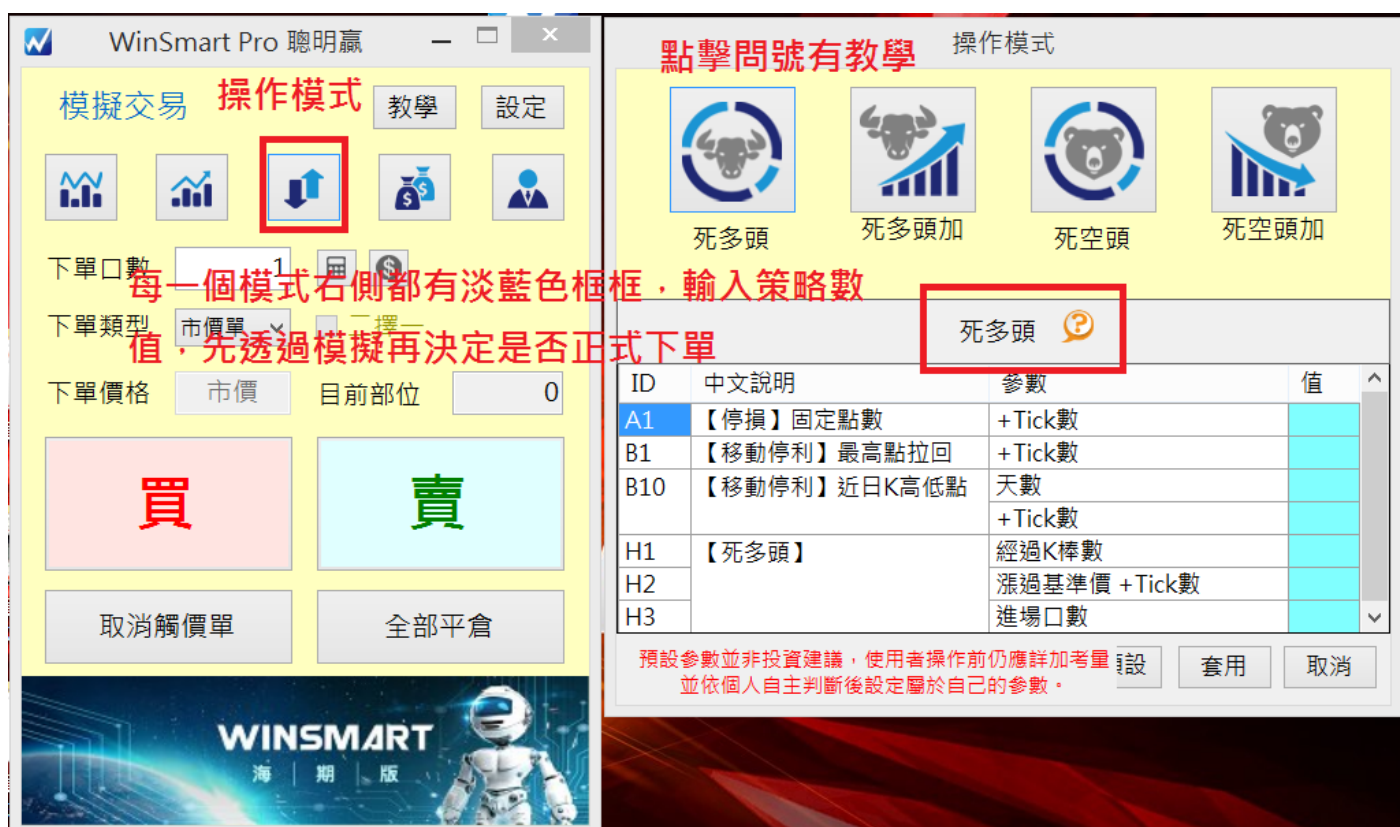 WinSmart Pro 聰明贏
模擬交易
操作模式
教學
設定
下單口數
1
每一個模式右側都有淡藍色框框，輸入策略數
值，先透過模擬再決定是否正式下單
下單類型
市價單
二擇一
下單價格
市價
目前部位
0
買
賣
取消觸價單
全部平倉
WINSMART
海 | 期 | 版
操作模式
點擊問號有教學
死多頭
死多頭加
死空頭
死空頭加
死多頭
ID 中文說明 參數 值
A1 【停損】固定點數 +Tick數
B1 【移動停利】最高點拉回 +Tick數
B10 【移動停利】近日K高低點 天數
+Tick數
H1 【死多頭】 經過K棒數
H2 漲過基準價 +Tick數
H3 進場口數
預設參數並非投資建議，使用者操作前仍應詳加考量
並依個人自主判斷後設定屬於自己的參數。
設
套用
取消